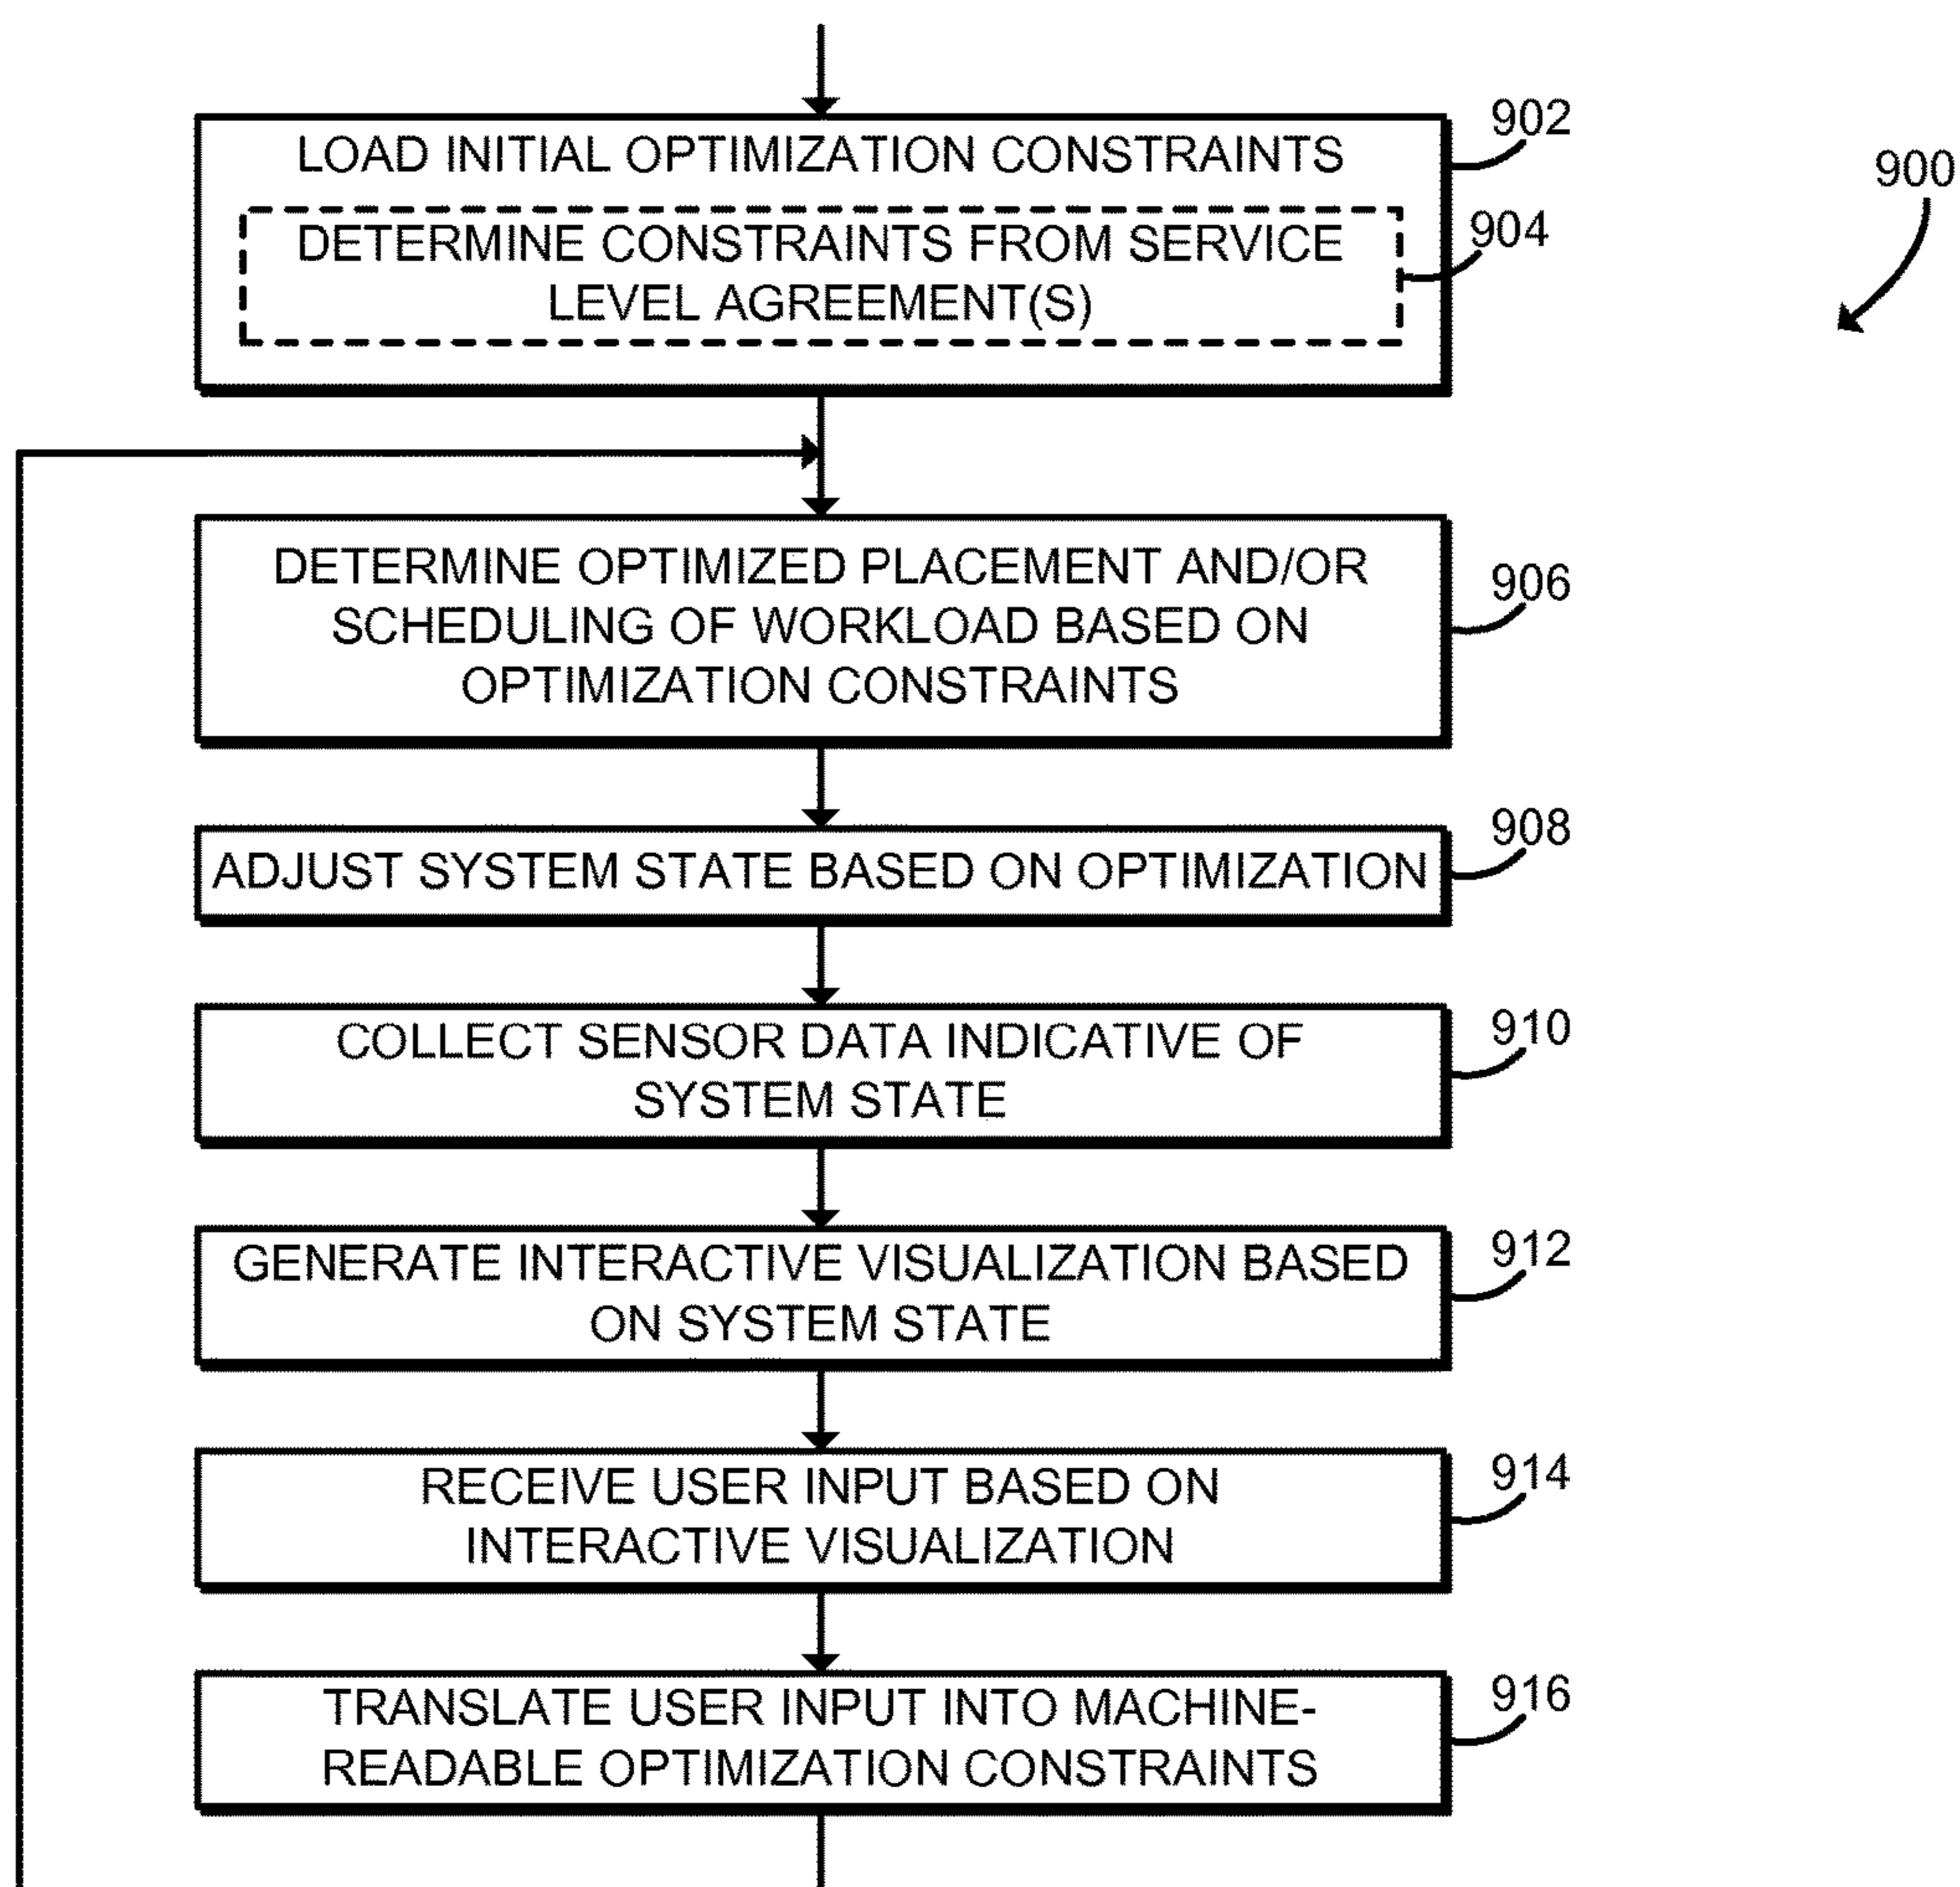 LOAD INITIAL OPTIMIZATION CONSTRAINTS
902
900
DETERMINE CONSTRAINTS FROM SERVICE
LEVEL AGREEMENT(S)
904
DETERMINE OPTIMIZED PLACEMENT AND/OR
SCHEDULING OF WORKLOAD BASED ON
OPTIMIZATION CONSTRAINTS
906
ADJUST SYSTEM STATE BASED ON OPTIMIZATION
908
COLLECT SENSOR DATA INDICATIVE OF
SYSTEM STATE
910
GENERATE INTERACTIVE VISUALIZATION BASED
ON SYSTEM STATE
912
RECEIVE USER INPUT BASED ON
INTERACTIVE VISUALIZATION
914
TRANSLATE USER INPUT INTO MACHINE-
READABLE OPTIMIZATION CONSTRAINTS
916